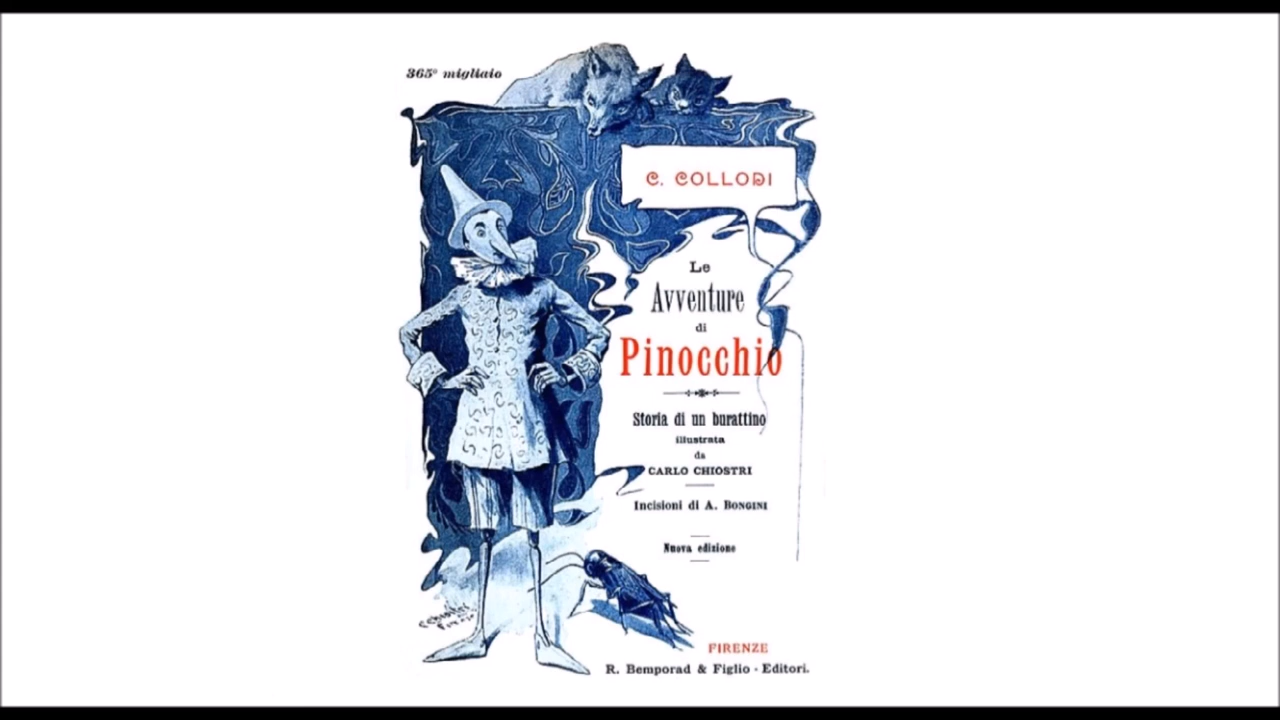 365° migliaio
C. COLLODI
Le
Avventure
di
Pinocchio
Storia di un burattino
illustrata
da
CARLO CHIOSTRI
Incisioni di A. BONGINI
Nuova edizione
FIRENZE
R. Bemporad & Figlio - Editori.